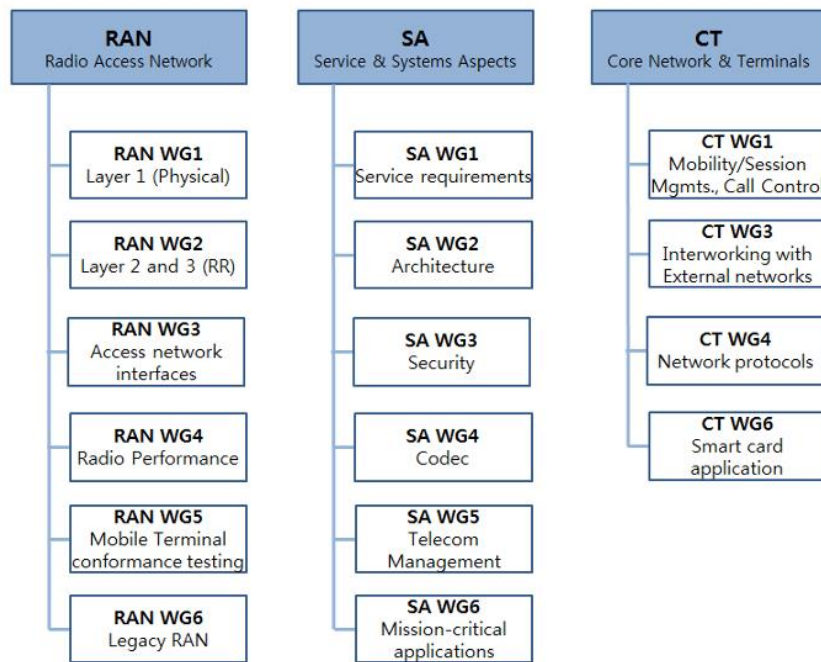 RAN
Radio Access Network
RAN WG1
Layer 1 (Physical)
RAN WG2
Layer 2 and 3 (RR)
RAN WG3
Access network
interfaces
RAN WG4
Radio Performance
RAN WG5
Mobile Terminal
conformance testing
RAN WG6
Legacy RAN
SA
Service & Systems Aspects
SA WG1
Service requirements
SA WG2
Architecture
SA WG3
Security
SA WG4
Codec
SA WG5
Telecom
Management
SA WG6
Mission-critical
applications
CT
Core Network & Terminals
CT WG1
Mobility/Session
Mgmts., Call Control
CT WG3
Interworking with
External networks
CT WG4
Network protocols
CT WG6
Smart card
application